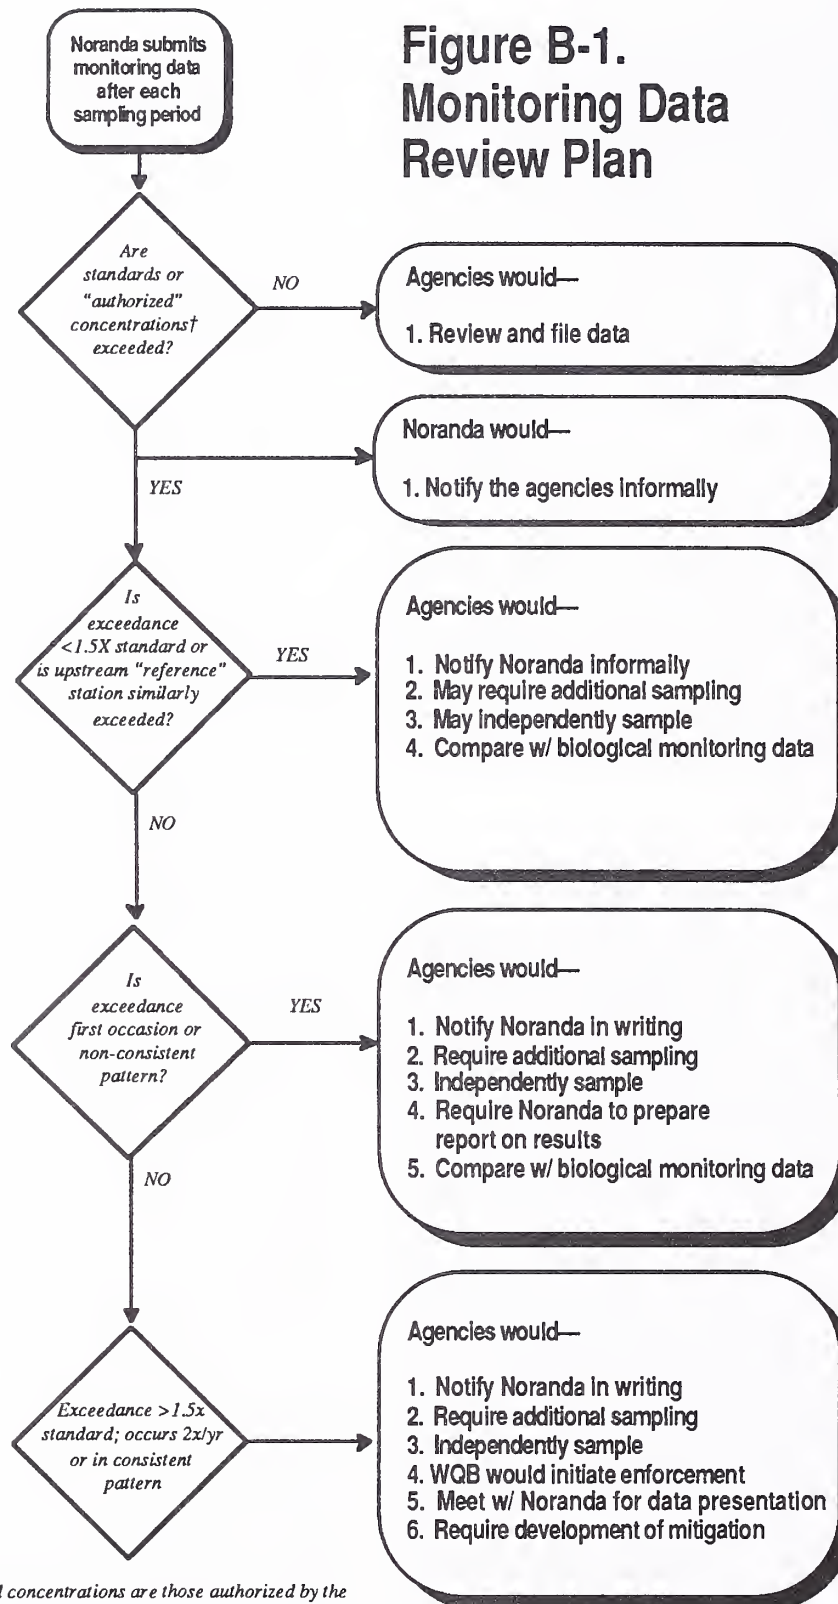 Figure B-1.
Monitoring Data
Review Plan
Noranda submits
monitoring data
after each
sampling period
Are
standards or
“authorized”
concentrations†
exceeded?
NO
Agencies would—
1. Review and file data
YES
Noranda would—
1. Notify the agencies informally
Is
exceedance
<1.5X standard or
is upstream “reference”
station similarly
exceeded?
YES
Agencies would—
1. Notify Noranda informally
2. May require additional sampling
3. May independently sample
4. Compare w/ biological monitoring data
NO
Is
exceedance
first occasion or
non-consistent
pattern?
YES
Agencies would—
1. Notify Noranda in writing
2. Require additional sampling
3. Independently sample
4. Require Noranda to prepare
report on results
5. Compare w/ biological monitoring data
NO
Exceedance >1.5x
standard; occurs 2x/yr
or in consistent
pattern
Agencies would—
1. Notify Noranda in writing
2. Require additional sampling
3. Independently sample
4. WQB would initiate enforcement
5. Meet w/ Noranda for data presentation
6. Require development of mitigation
concentrations are those authorized by the